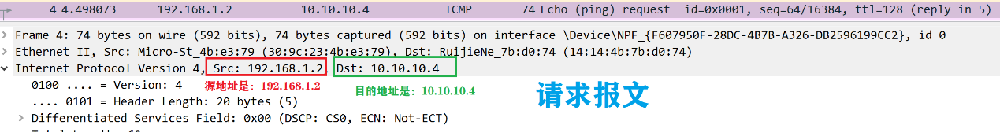 4 4.498073 192.168.1.2 10.10.10.4 ICMP 74 Echo (ping) request id=0x0001, seq=64/16384, ttl=128 (reply in 5)
Frame 4: 74 bytes on wire (592 bits), 74 bytes captured (592 bits) on interface \Device\NPF_{F607950F-28DC-4B7B-A326-DB2596199CC2}, id 0
Ethernet II, Src: Micro-St_4b:e3:79 (30:9c:23:4b:e3:79), Dst: RuijieNe_7b:d0:74 (14:14:4b:7b:d0:74)
Internet Protocol Version 4, Src: 192.168.1.2, Dst: 10.10.10.4
0100 .... = Version: 4
源地址是：192.168.1.2
目的地址是：10.10.10.4
请求报文
.... 0101 = Header Length: 20 bytes (5)
Differentiated Services Field: 0x00 (DSCP: CS0, ECN: Not-ECT)